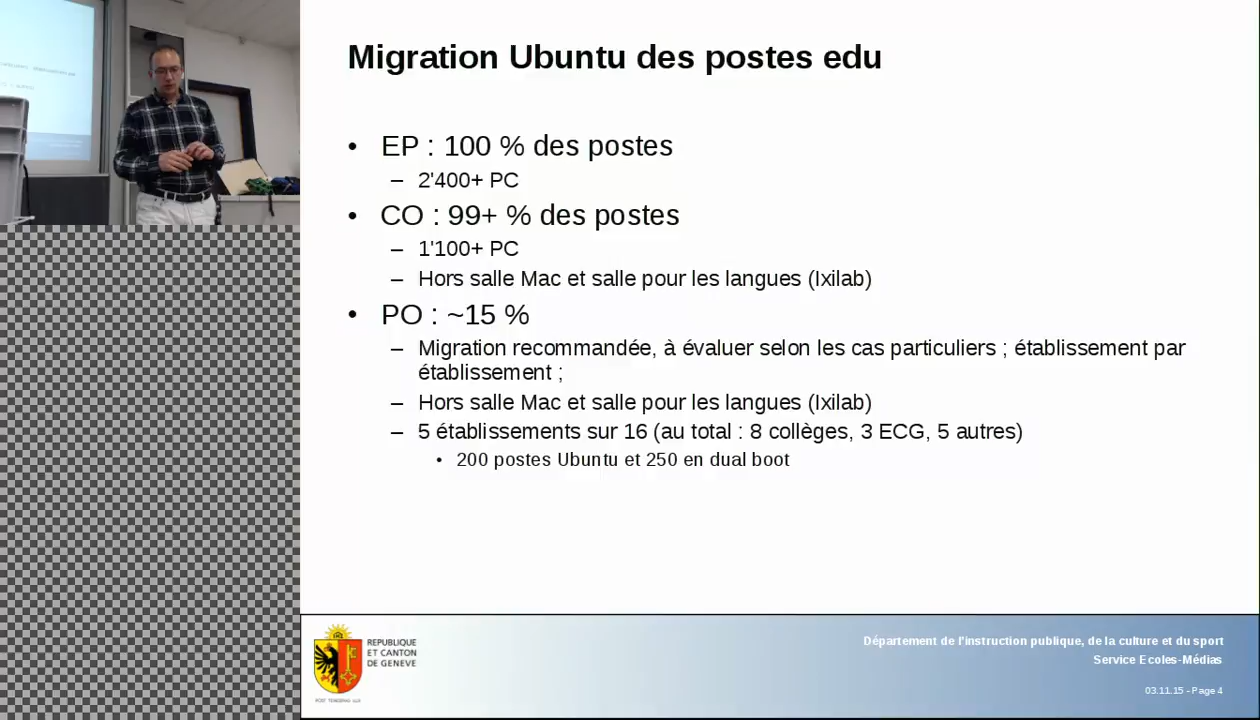 Migration Ubuntu des postes edu
• EP : 100 % des postes
– 2'400+ PC
• CO : 99+ % des postes
– 1'100+ PC
– Hors salle Mac et salle pour les langues (Ixilab)
• PO : ~15 %
– Migration recommandée, à évaluer selon les cas particuliers ; établissement par
établissement ;
– Hors salle Mac et salle pour les langues (Ixilab)
– 5 établissements sur 16 (au total : 8 collèges, 3 ECG, 5 autres)
• 200 postes Ubuntu et 250 en dual boot
REPUBLIQUE
ET CANTON
DE GENEVE
POST TENEBRAS LUX
Département de l'instruction publique, de la culture et du sport
Service Ecoles-Médias
03.11.15 - Page 4